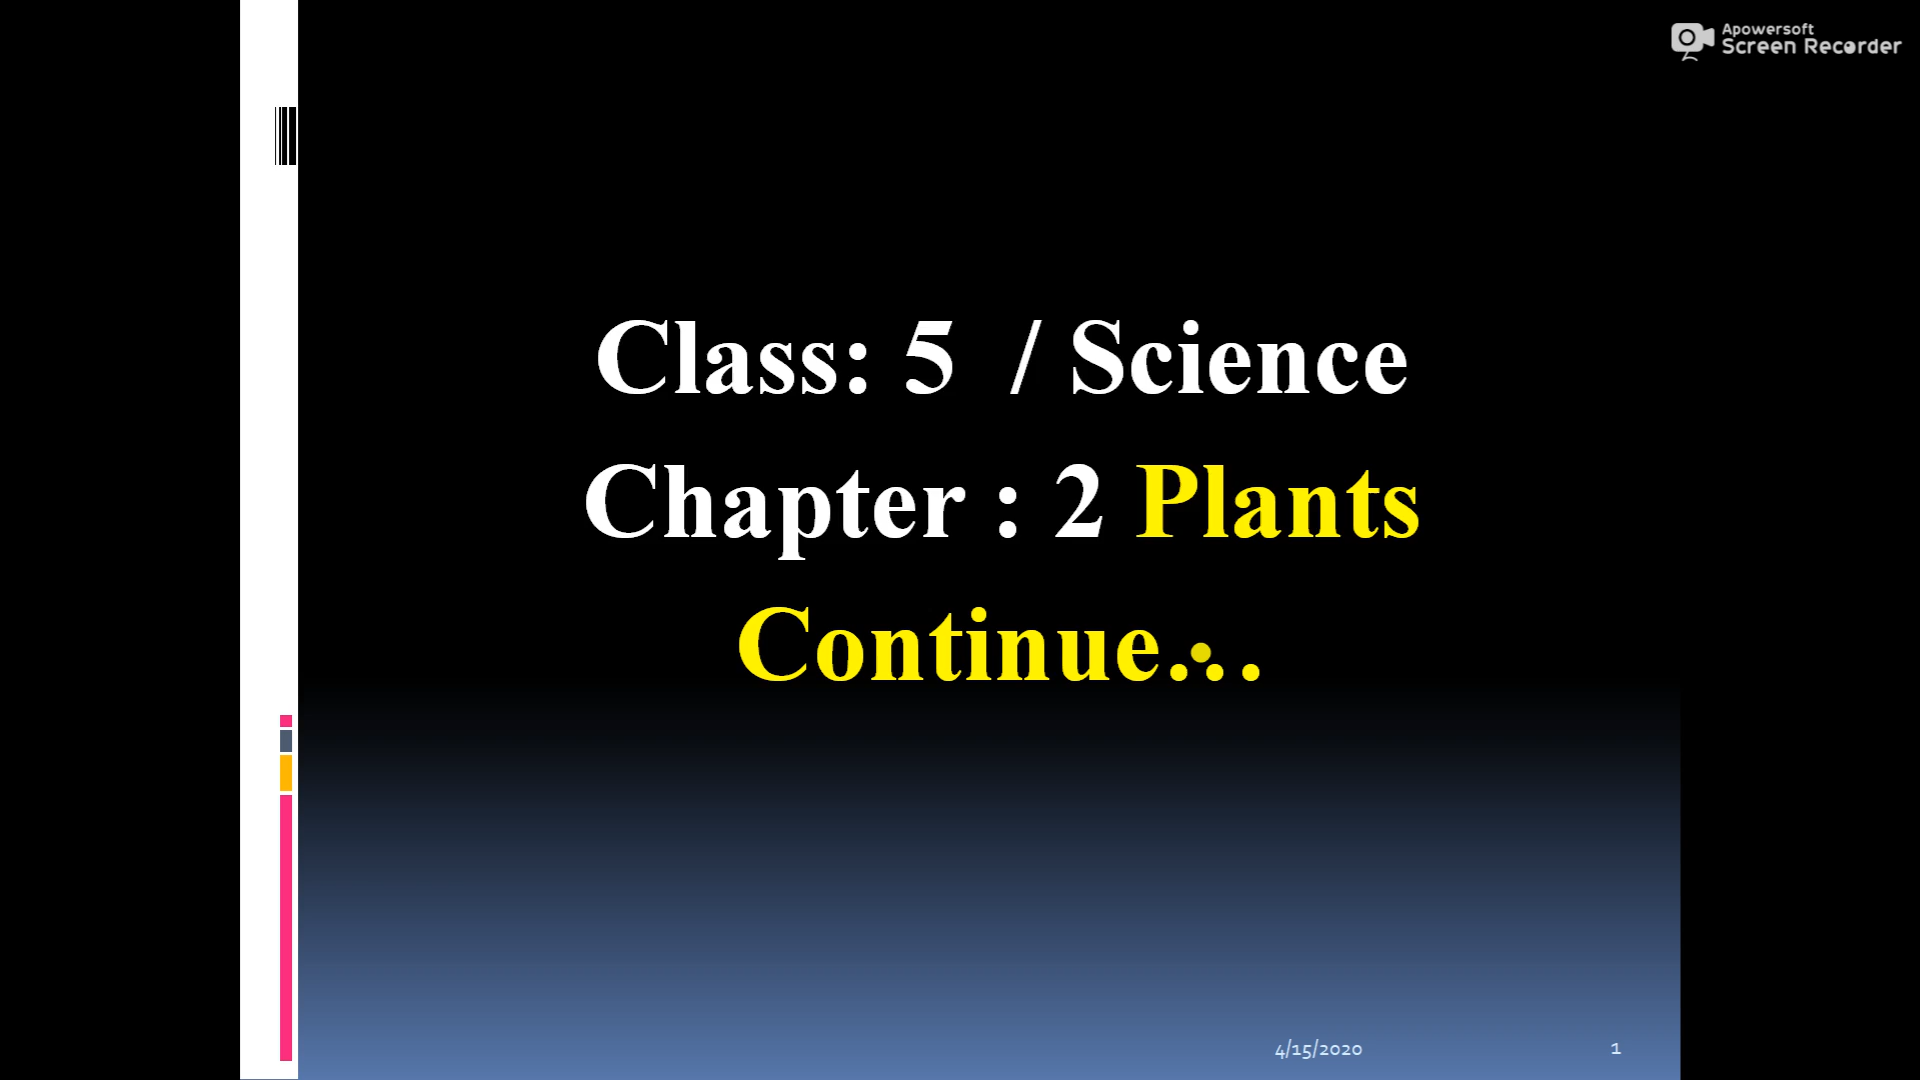 Apowersoft
Screen Recorder
Class: 5 / Science
Chapter : 2 Plants
Continue...
4/15/2020
1